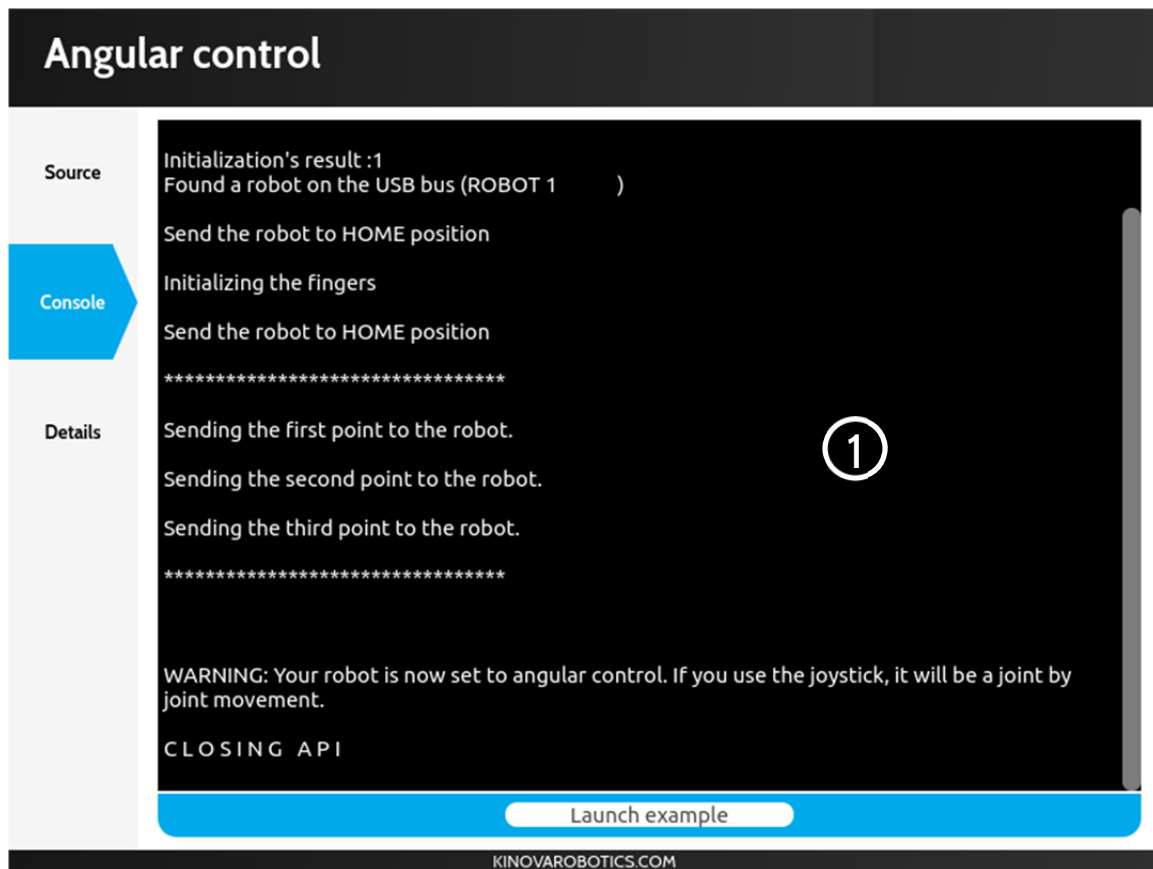 Angular control
Source
Console
Details
Initialization's result :1
Found a robot on the USB bus (ROBOT 1          )
Send the robot to HOME position
Initializing the fingers
Send the robot to HOME position
*********************************
Sending the first point to the robot.
Sending the second point to the robot.
Sending the third point to the robot.
*********************************
1
WARNING: Your robot is now set to angular control. If you use the joystick, it will be a joint by
joint movement.
C L O S I N G   A P I
Launch example
KINOVAROBOTICS.COM